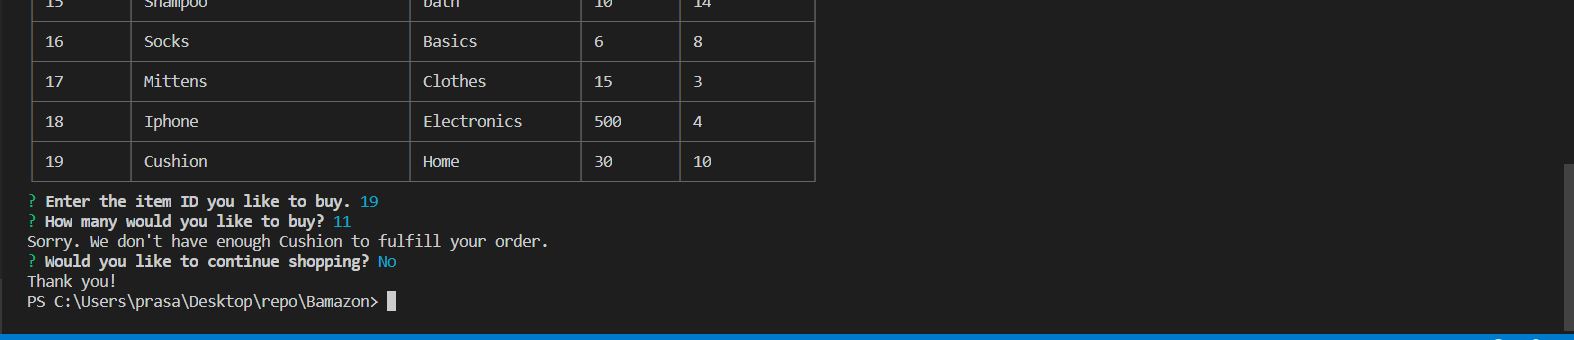 15 Shampoo bath 10 14
16 Socks Basics 6 8
17 Mittens Clothes 15 3
18 Iphone Electronics 500 4
19 Cushion Home 30 10
? Enter the item ID you like to buy. 19
? How many would you like to buy? 11
Sorry. We don't have enough Cushion to fulfill your order.
? Would you like to continue shopping? No
Thank you!
PS C:\Users\prasa\Desktop\repo\Bamazon>